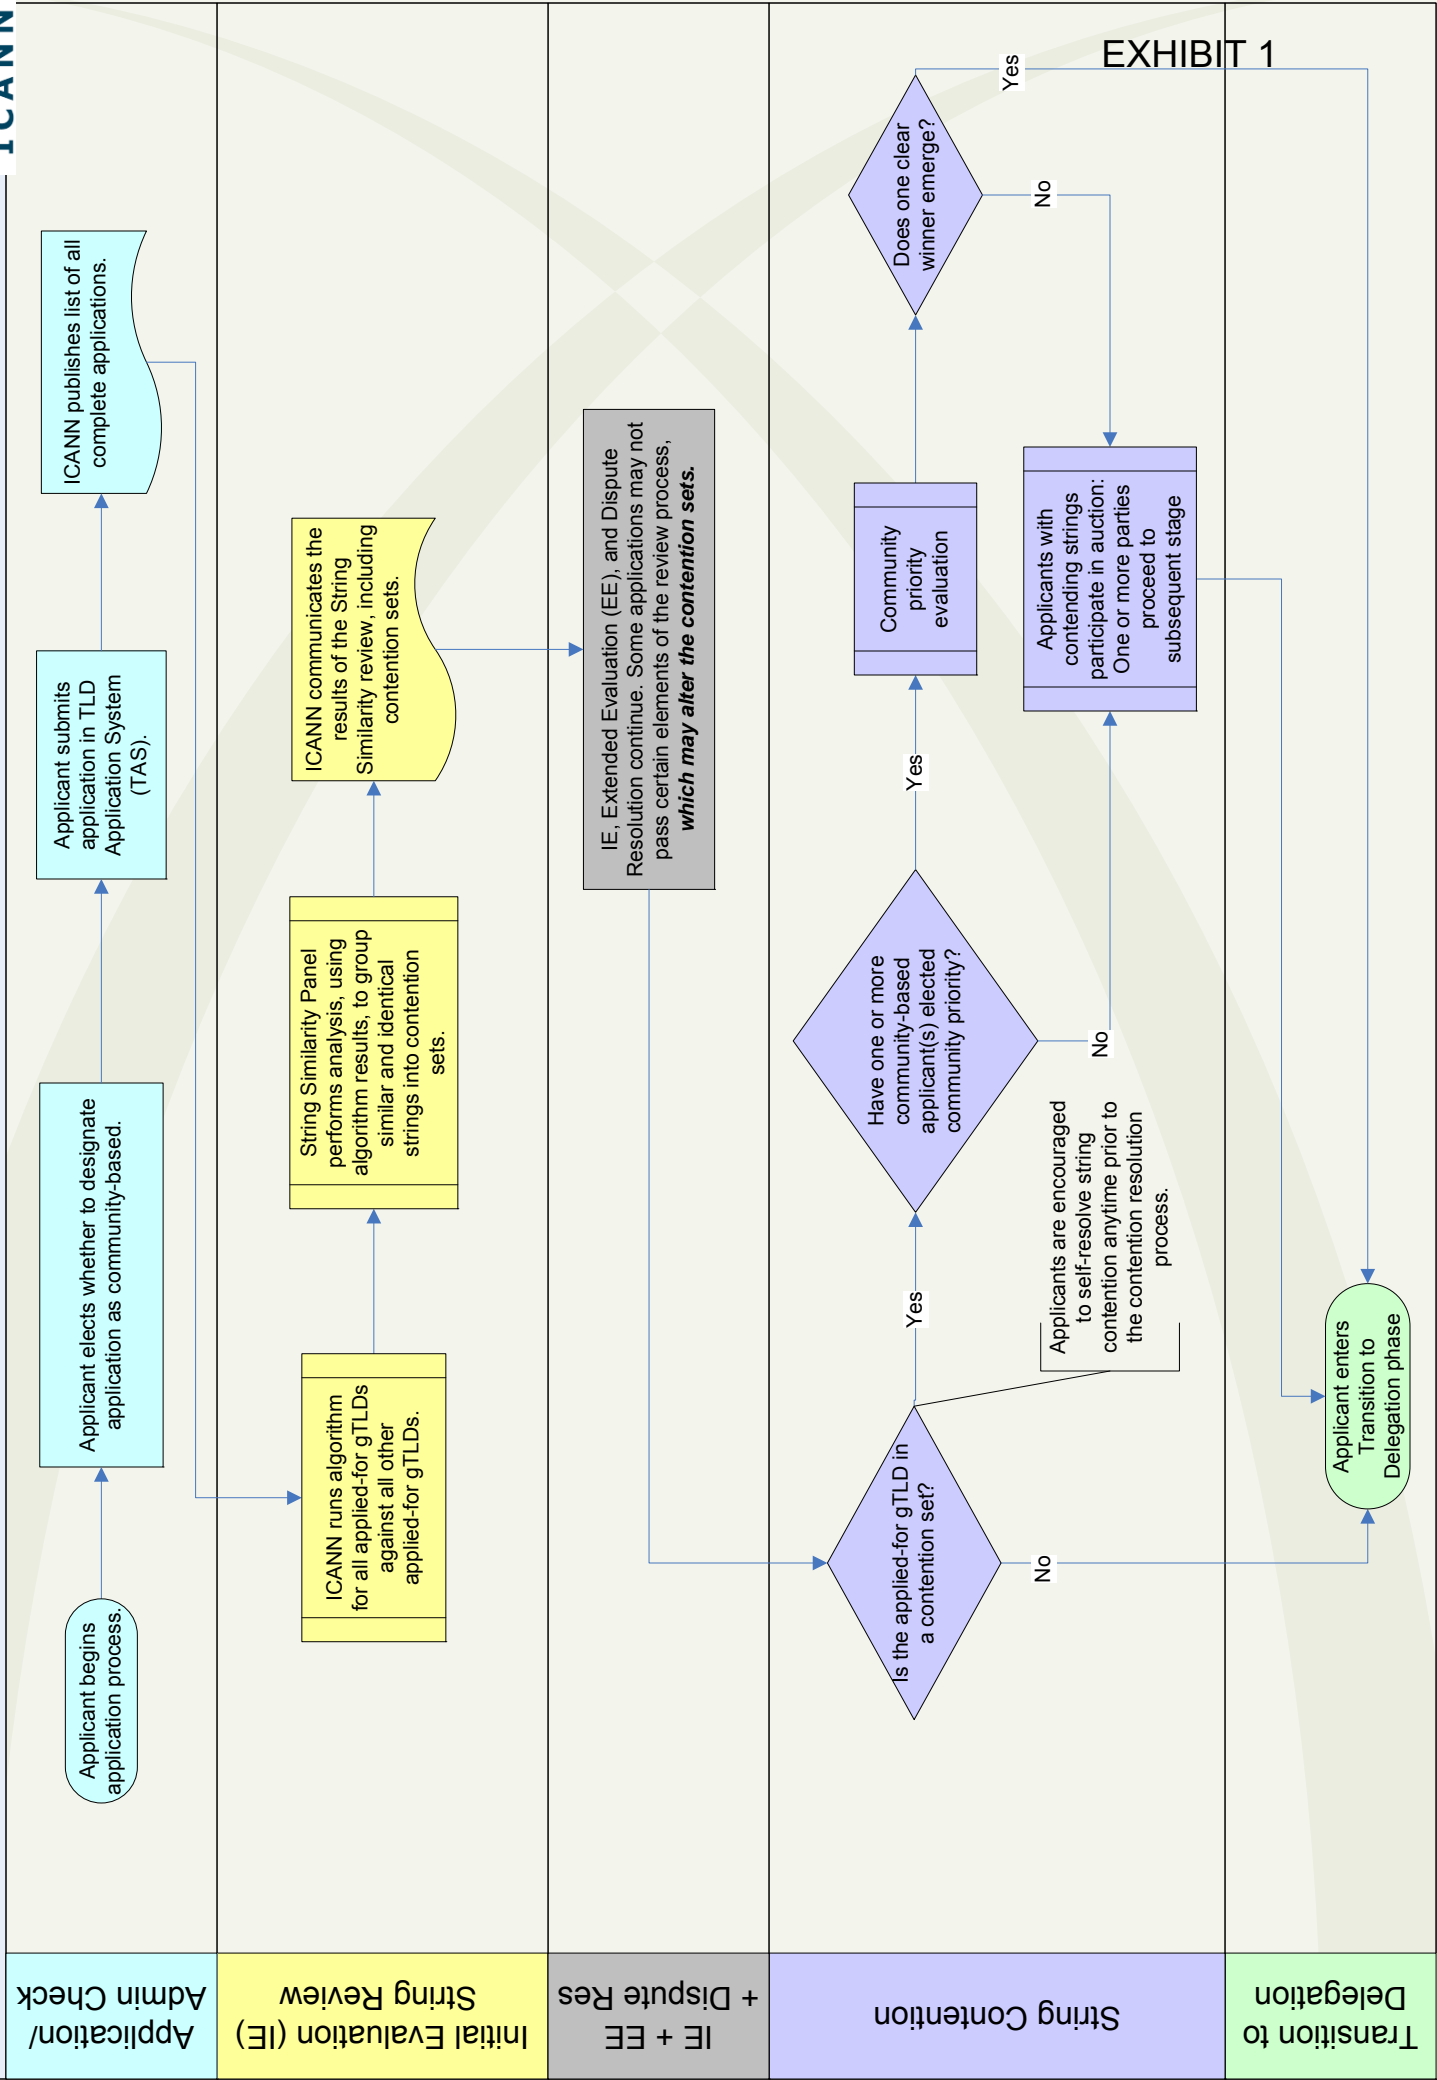 ICANN
EXHIBIT 1
Application/
Admin Check
Applicant begins
application process.
Applicant elects whether to designate
application as community-based.
Applicant submits
application in TLD
Application System
(TAS).
ICANN publishes list of all
complete applications.
Initial Evaluation (IE)
String Review
ICANN runs algorithm
for all applied-for gTLDs
against all other
applied-for gTLDs.
String Similarity Panel
performs analysis, using
algorithm results, to group
similar and identical
strings into contention
sets.
ICANN communicates the
results of the String
Similarity review, including
contention sets.
IE + EE
+ Dispute Res
IE, Extended Evaluation (EE), and Dispute
Resolution continue. Some applications may not
pass certain elements of the review process,
which may alter the contention sets.
String Contention
Is the applied-for gTLD in
a contention set?
Yes
No
Applicants are encouraged
to self-resolve string
contention anytime prior to
the contention resolution
process.
Have one or more
community-based
applicant(s) elected
community priority?
Yes
No
Community
priority
evaluation
Does one clear
winner emerge?
Yes
No
Applicants with
contending strings
participate in auction:
One or more parties
proceed to
subsequent stage
Transition to
Delegation
Applicant enters
Transition to
Delegation phase